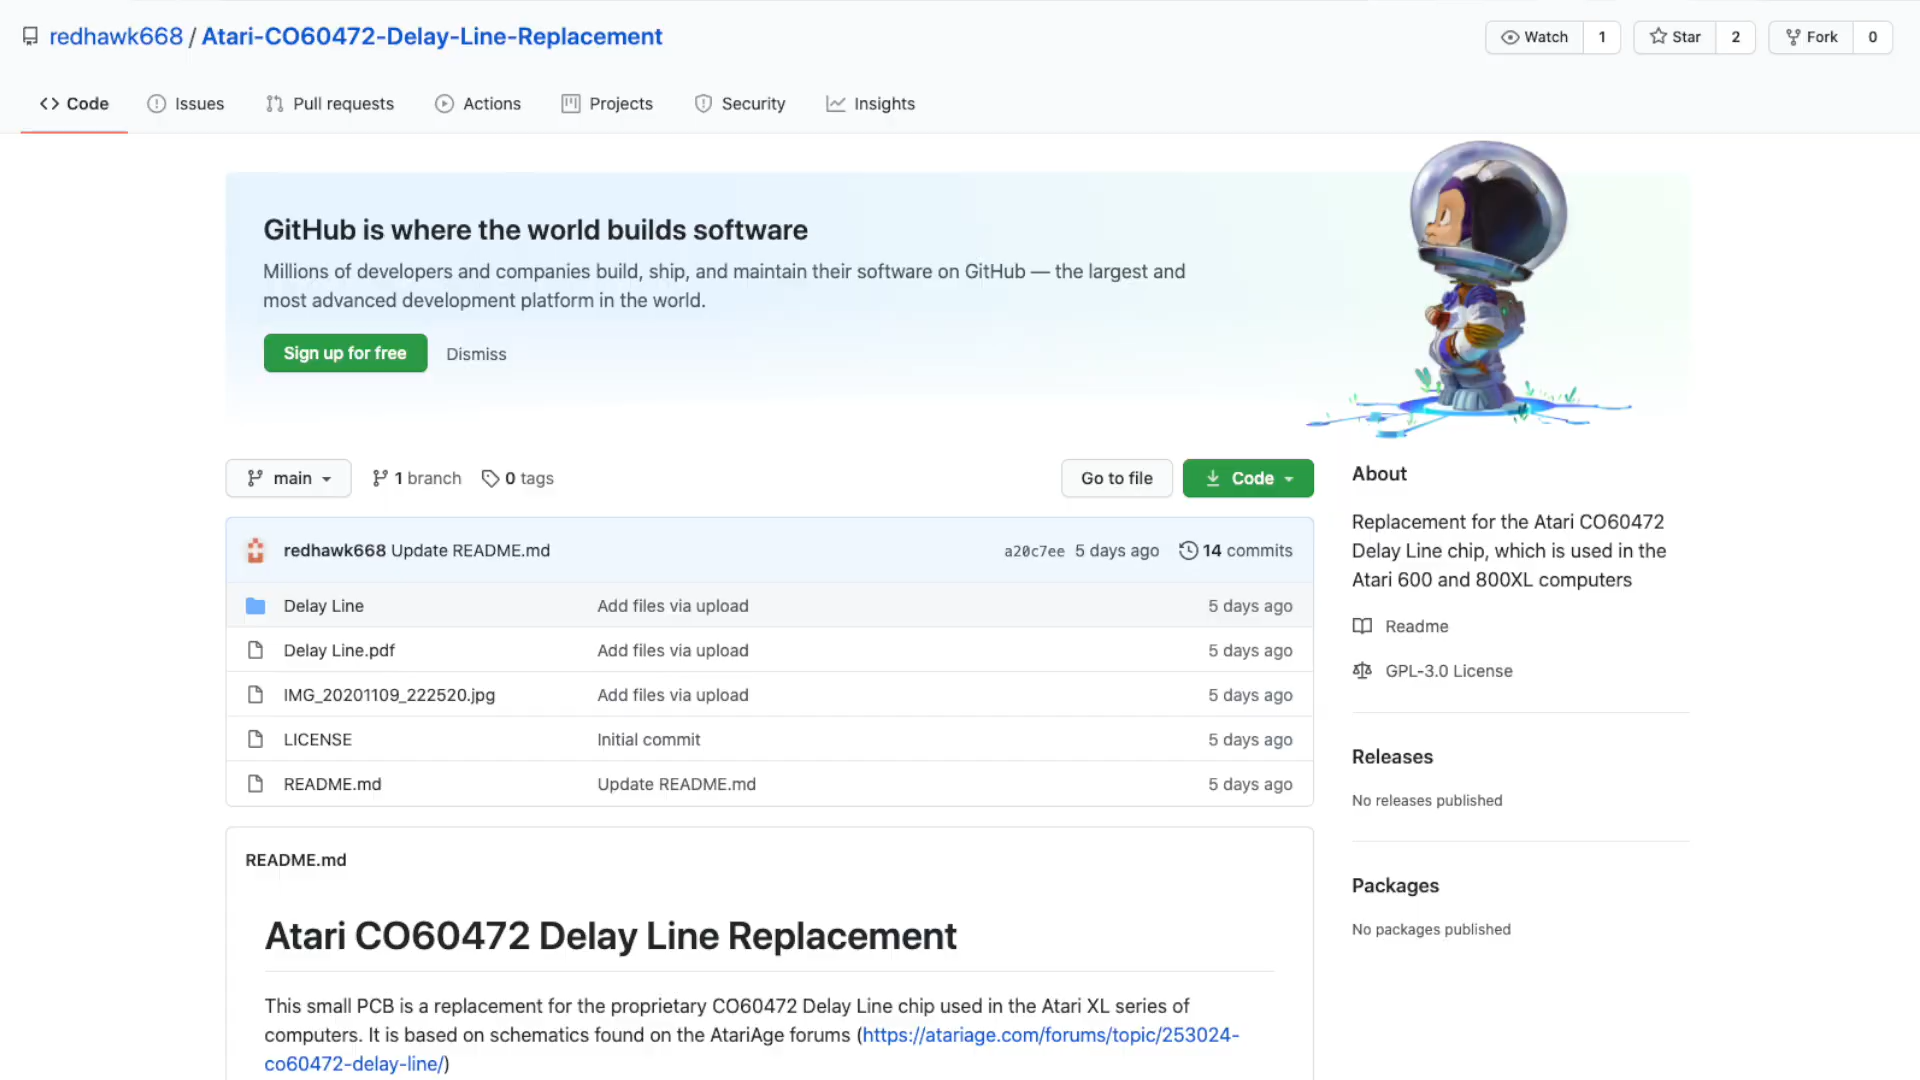 redhawk668 / Atari-CO60472-Delay-Line-Replacement
Watch 1 Star 2 Fork 0
Code Issues Pull requests Actions Projects Security Insights
GitHub is where the world builds software
Millions of developers and companies build, ship, and maintain their software on GitHub — the largest and
most advanced development platform in the world.
Sign up for free Dismiss
main 1 branch 0 tags Go to file Code
redhawk668 Update README.md a20c7ee 5 days ago 14 commits
Delay Line Add files via upload 5 days ago
Delay Line.pdf Add files via upload 5 days ago
IMG_20201109_222520.jpg Add files via upload 5 days ago
LICENSE Initial commit 5 days ago
README.md Update README.md 5 days ago
README.md
Atari CO60472 Delay Line Replacement
This small PCB is a replacement for the proprietary CO60472 Delay Line chip used in the Atari XL series of
computers. It is based on schematics found on the AtariAge forums (https://atariage.com/forums/topic/253024-
co60472-delay-line/)
About
Replacement for the Atari CO60472
Delay Line chip, which is used in the
Atari 600 and 800XL computers
Readme
GPL-3.0 License
Releases
No releases published
Packages
No packages published